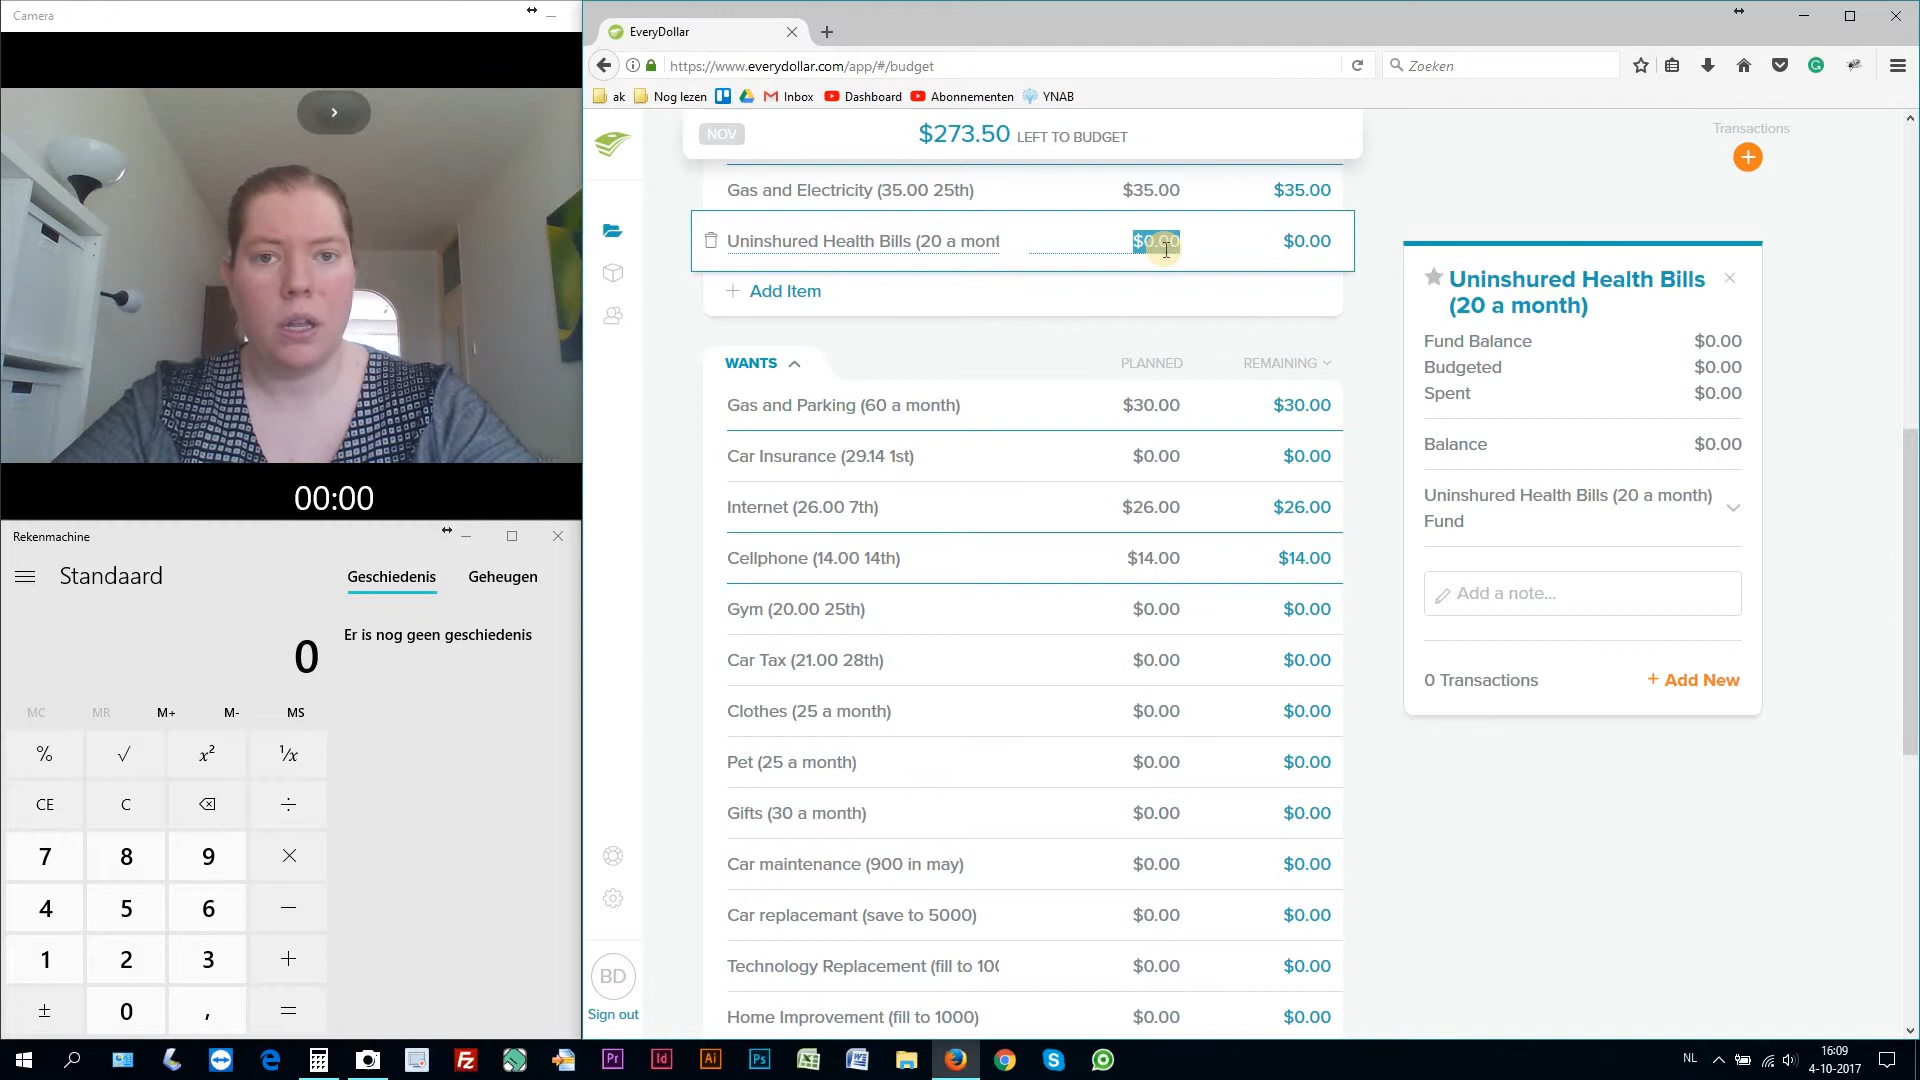 Camera
00:00
Rekenmachine
Standaard
Geschiedenis
Geheugen
0
Er is nog geen geschiedenis
MC MR M+ M- MS
% √ x² ¹/x
CE C ÷
7 8 9 ×
4 5 6 −
1 2 3 +
± 0 , =
EveryDollar
https://www.everydollar.com/app/#/budget
Zoeken
ak Nog lezen Inbox Dashboard Abonnementen YNAB
NOV
$273.50 LEFT TO BUDGET
Transactions
Gas and Electricity (35.00 25th) $35.00 $35.00
Uninshured Health Bills (20 a mont $0.00 $0.00
+ Add Item
WANTS PLANNED REMAINING
Gas and Parking (60 a month) $30.00 $30.00
Car Insurance (29.14 1st) $0.00 $0.00
Internet (26.00 7th) $26.00 $26.00
Cellphone (14.00 14th) $14.00 $14.00
Gym (20.00 25th) $0.00 $0.00
Car Tax (21.00 28th) $0.00 $0.00
Clothes (25 a month) $0.00 $0.00
Pet (25 a month) $0.00 $0.00
Gifts (30 a month) $0.00 $0.00
Car maintenance (900 in may) $0.00 $0.00
Car replacemant (save to 5000) $0.00 $0.00
Technology Replacement (fill to 100 $0.00 $0.00
Home Improvement (fill to 1000) $0.00 $0.00
BD
Sign out
Uninshured Health Bills
(20 a month)
Fund Balance $0.00
Budgeted $0.00
Spent $0.00
Balance $0.00
Uninshured Health Bills (20 a month)
Fund
Add a note...
0 Transactions + Add New
Pr Id Ai Ps
NL
16:09
4-10-2017